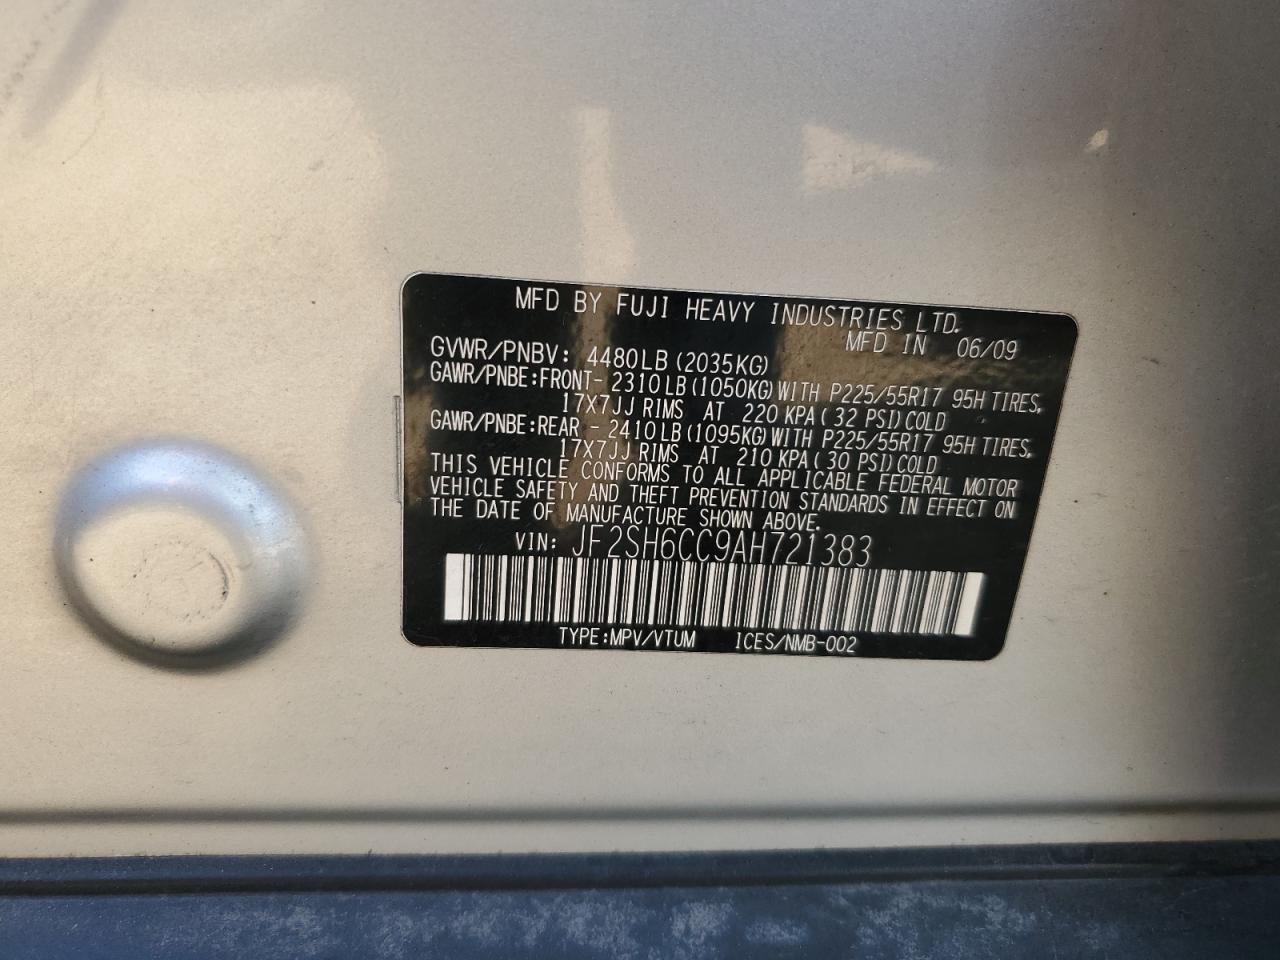 MFD BY FUJI HEAVY INDUSTRIES LTD.
MFD IN 06/09
GVWR/PNBV: 4480LB (2035KG)
GAWR/PNBE:FRONT- 2310LB (1050KG) WITH P225/55R17 95H TIRES,
17X7JJ RIMS AT 220 KPA (32 PSI) COLD
GAWR/PNBE:REAR - 2410LB (1095KG) WITH P225/55R17 95H TIRES,
17X7JJ RIMS AT 210 KPA (30 PSI) COLD
THIS VEHICLE CONFORMS TO ALL APPLICABLE FEDERAL MOTOR
VEHICLE SAFETY AND THEFT PREVENTION STANDARDS IN EFFECT ON
THE DATE OF MANUFACTURE SHOWN ABOVE.
VIN: JF2SH6CC9AH721383
TYPE:MPV/VTUM ICES/NMB-002